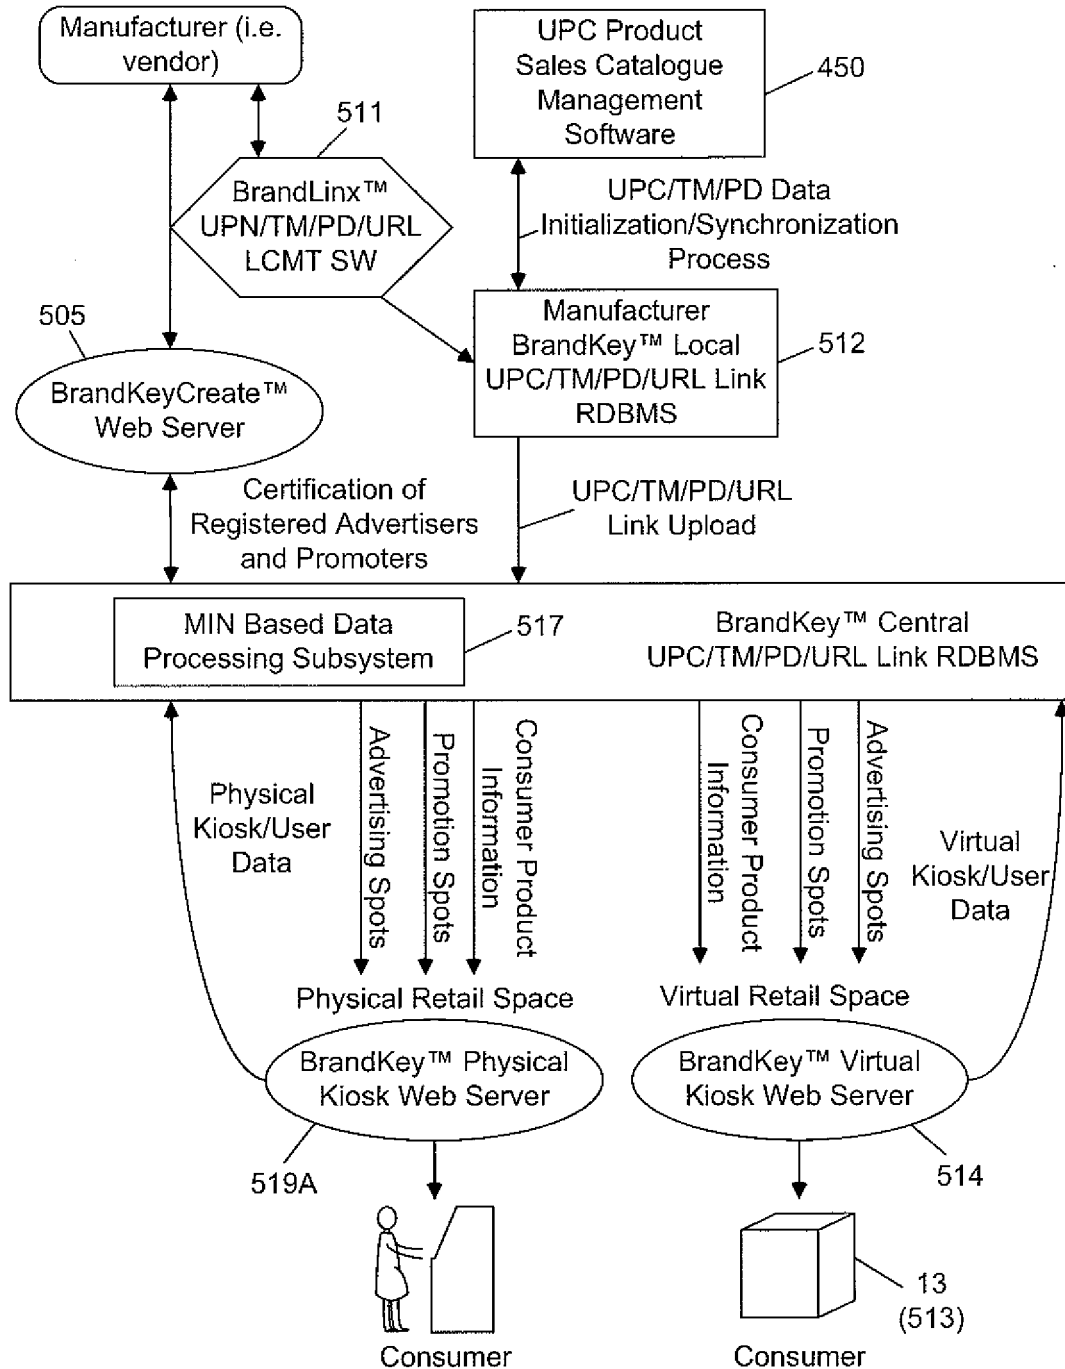 Manufacturer (i.e.
vendor)
UPC Product
Sales Catalogue
Management
Software
450
511
BrandLinx™
UPN/TM/PD/URL
LCMT SW
UPC/TM/PD Data
Initialization/Synchronization
Process
505
BrandKeyCreate™
Web Server
Manufacturer
BrandKey™ Local
UPC/TM/PD/URL Link
RDBMS
512
Certification of
Registered Advertisers
and Promoters
UPC/TM/PD/URL
Link Upload
MIN Based Data
Processing Subsystem
517
BrandKey™ Central
UPC/TM/PD/URL Link RDBMS
Physical
Kiosk/User
Data
Advertising Spots
Promotion Spots
Consumer Product
Information
Consumer Product
Information
Promotion Spots
Advertising Spots
Virtual
Kiosk/User
Data
Physical Retail Space
Virtual Retail Space
BrandKey™ Physical
Kiosk Web Server
BrandKey™ Virtual
Kiosk Web Server
519A
514
13
(513)
Consumer
Consumer